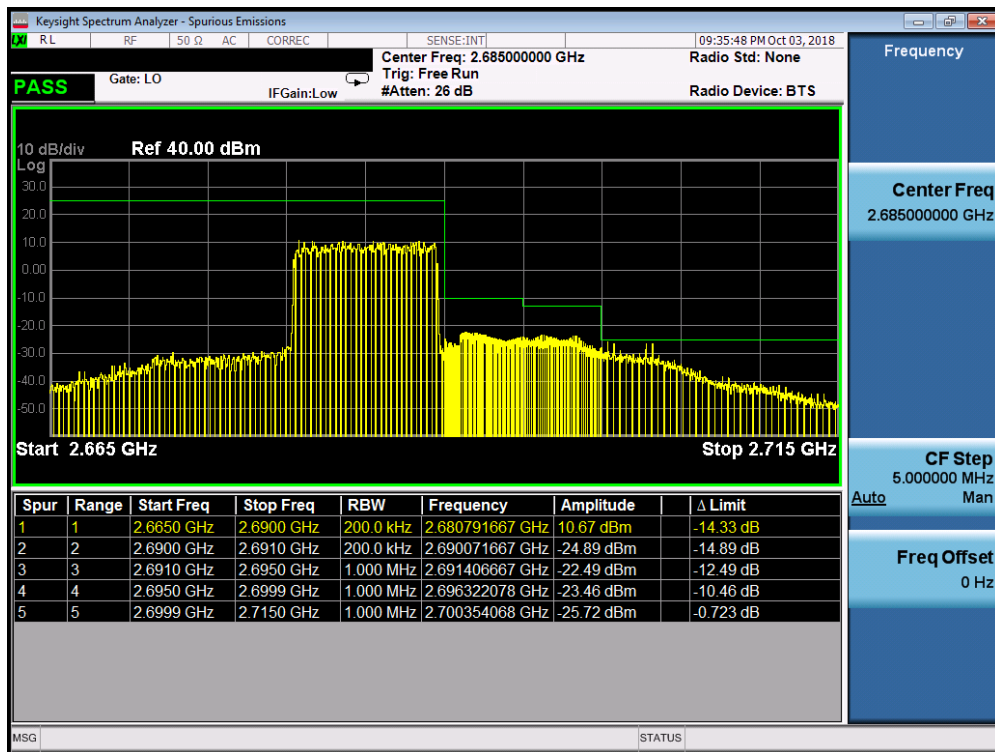 Keysight Spectrum Analyzer - Spurious Emissions
LXI RL RF 50 Ω AC CORREC SENSE:INT 09:35:48 PM Oct 03, 2018
Center Freq: 2.685000000 GHz Radio Std: None
PASS Gate: LO Trig: Free Run
IFGain:Low #Atten: 26 dB Radio Device: BTS
Frequency
10 dB/div Ref 40.00 dBm
Log
30.0
20.0
10.0
0.00
-10.0
-20.0
-30.0
-40.0
-50.0
Start 2.665 GHz Stop 2.715 GHz
Center Freq
2.685000000 GHz
CF Step
5.000000 MHz
Auto Man
Freq Offset
0 Hz
Spur Range Start Freq Stop Freq RBW Frequency Amplitude Δ Limit
1 1 2.6650 GHz 2.6900 GHz 200.0 kHz 2.680791667 GHz 10.67 dBm -14.33 dB
2 2 2.6900 GHz 2.6910 GHz 200.0 kHz 2.690071667 GHz -24.89 dBm -14.89 dB
3 3 2.6910 GHz 2.6950 GHz 1.000 MHz 2.691406667 GHz -22.49 dBm -12.49 dB
4 4 2.6950 GHz 2.6999 GHz 1.000 MHz 2.696322078 GHz -23.46 dBm -10.46 dB
5 5 2.6999 GHz 2.7150 GHz 1.000 MHz 2.700354068 GHz -25.72 dBm -0.723 dB
MSG STATUS